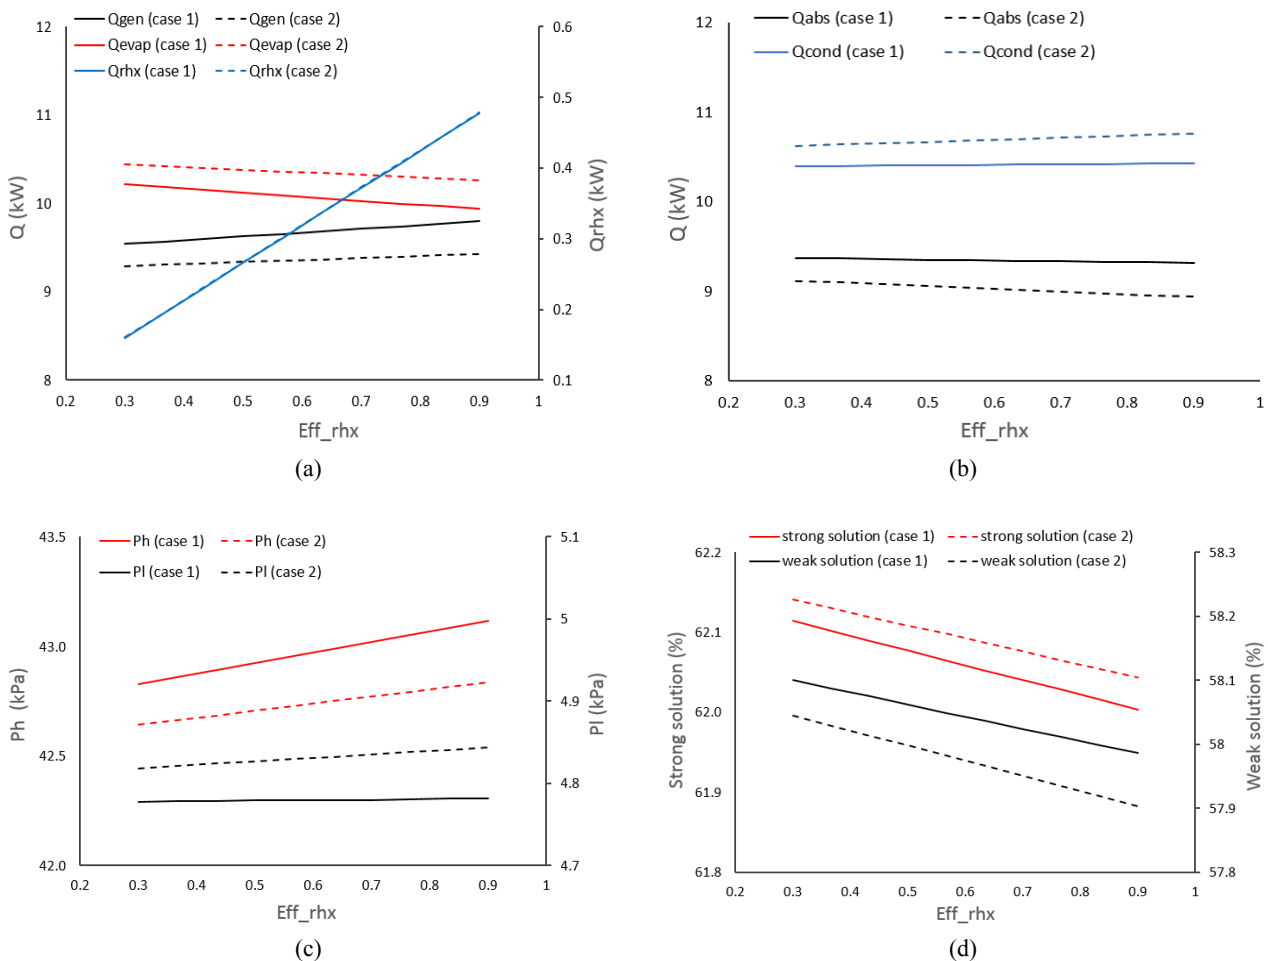 Qgen (case 1) Qgen (case 2)
Qevap (case 1) Qevap (case 2)
Qrhx (case 1) Qrhx (case 2)
12
11
10
9
8
Q (kW)
0.6
0.5
0.4
0.3
0.2
0.1
Qrhx (kW)
0.2 0.3 0.4 0.5 0.6 0.7 0.8 0.9 1
Eff_rhx
(a)
Qabs (case 1) Qabs (case 2)
Qcond (case 1) Qcond (case 2)
12
11
10
9
8
Q (kW)
0.2 0.3 0.4 0.5 0.6 0.7 0.8 0.9 1
Eff_rhx
(b)
Ph (case 1) Ph (case 2)
Pl (case 1) Pl (case 2)
43.5
43.0
42.5
42.0
Ph (kPa)
5.1
5
4.9
4.8
4.7
Pl (kPa)
0.2 0.3 0.4 0.5 0.6 0.7 0.8 0.9 1
Eff_rhx
(c)
strong solution (case 1) strong solution (case 2)
weak solution (case 1) weak solution (case 2)
62.2
62.1
62.0
61.9
61.8
Strong solution (%)
58.3
58.2
58.1
58
57.9
57.8
Weak solution (%)
0.2 0.3 0.4 0.5 0.6 0.7 0.8 0.9 1
Eff_rhx
(d)